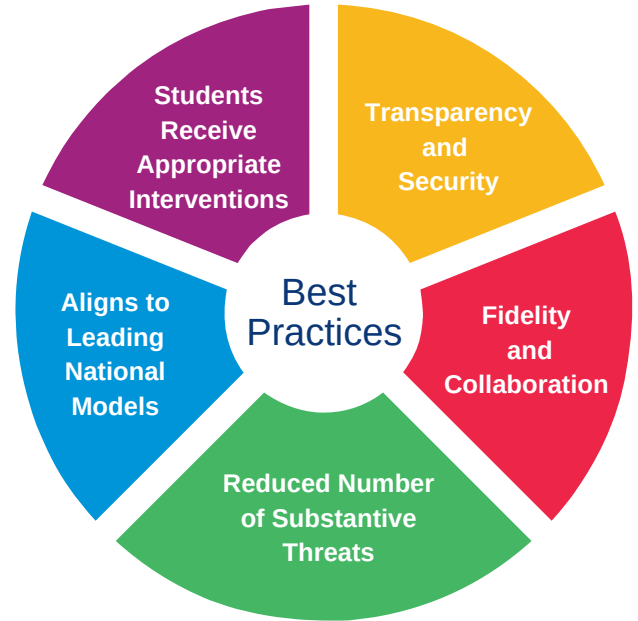 Students
Receive
Appropriate
Interventions
Transparency
and
Security
Best
Practices
Aligns to
Leading
National
Models
Fidelity
and
Collaboration
Reduced Number
of Substantive
Threats